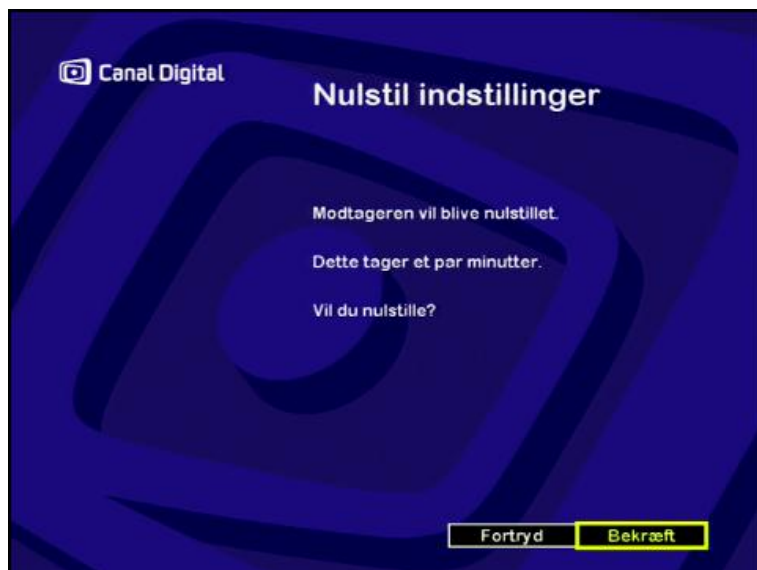 Canal Digital
Nulstil indstillinger
Modtageren vil blive nulstillet.
Dette tager et par minutter.
Vil du nulstille?
Fortryd
Bekræft